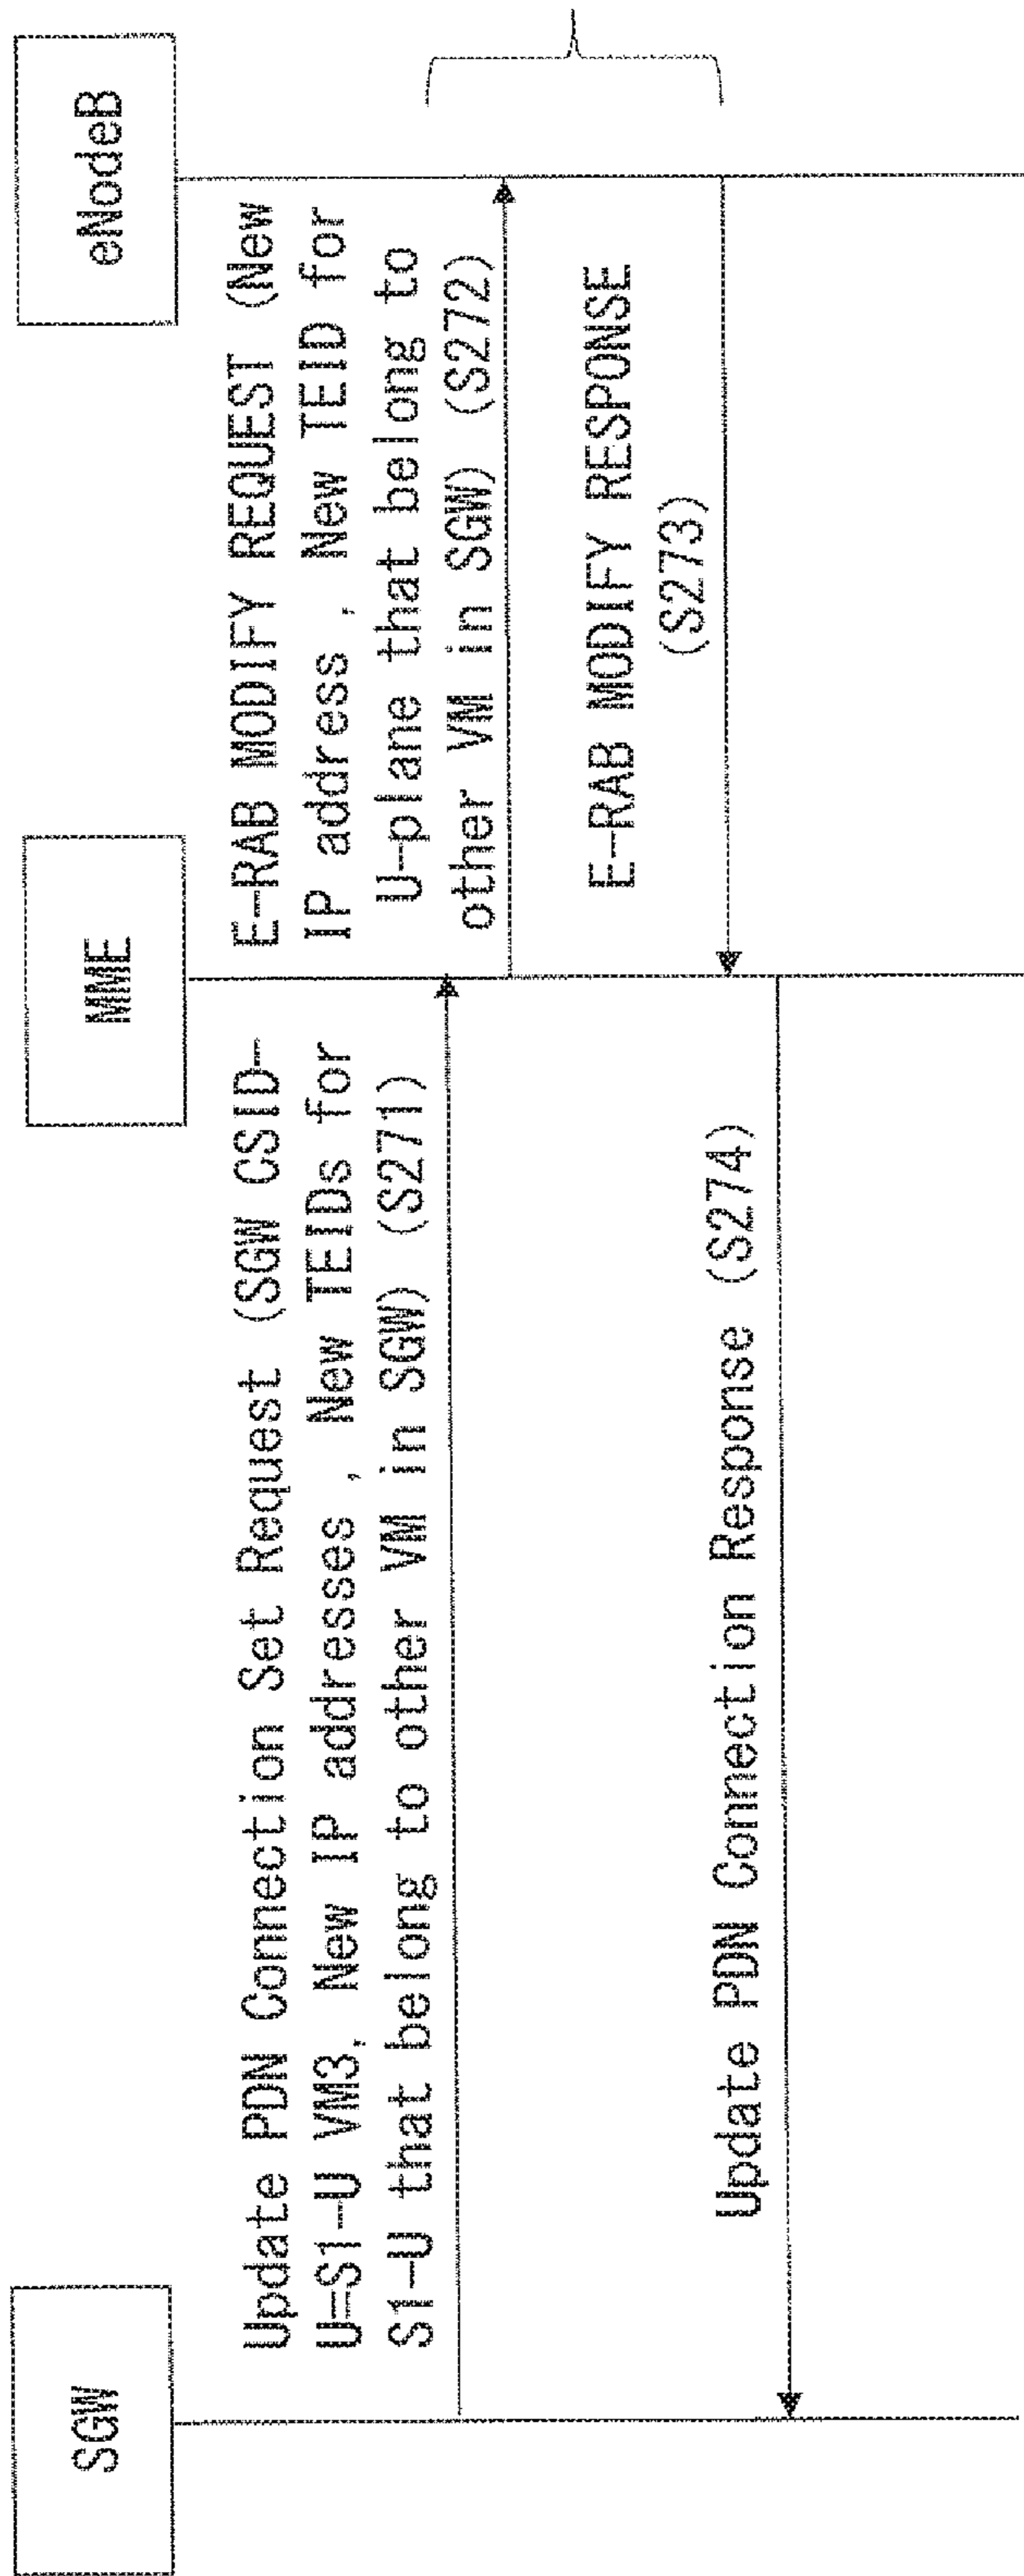 SGW
MME
eNodeB
Update PDN Connection Set Request (SGW CSID-
U=S1-U VM3, New IP addresses , New TEIDs for
S1-U that belong to other VM in SGW) (S271)
E-RAB MODIFY REQUEST (New
IP address , New TEID for
U-plane that belong to
other VM in SGW) (S272)
E-RAB MODIFY RESPONSE
(S273)
Update PDN Connection Response (S274)